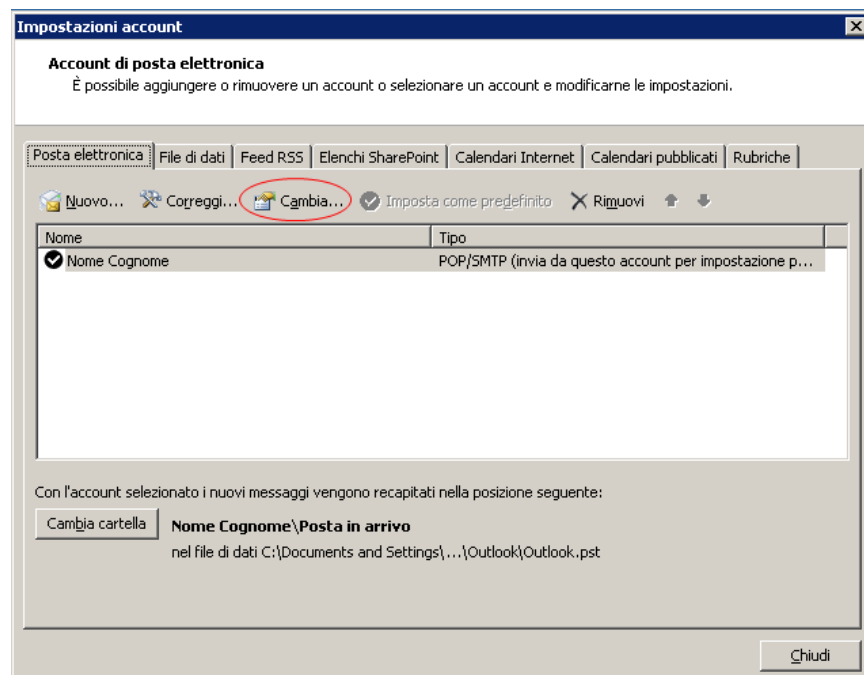 Impostazioni account
Account di posta elettronica
È possibile aggiungere o rimuovere un account o selezionare un account e modificarne le impostazioni.
Posta elettronica File di dati Feed RSS Elenchi SharePoint Calendari Internet Calendari pubblicati Rubriche
Nuovo... Correggi... Cambia... Imposta come predefinito Rimuovi
Nome Tipo
Nome Cognome POP/SMTP (invia da questo account per impostazione p...
Con l'account selezionato i nuovi messaggi vengono recapitati nella posizione seguente:
Cambia cartella Nome Cognome\Posta in arrivo
nel file di dati C:\Documents and Settings\...\Outlook\Outlook.pst
Chiudi